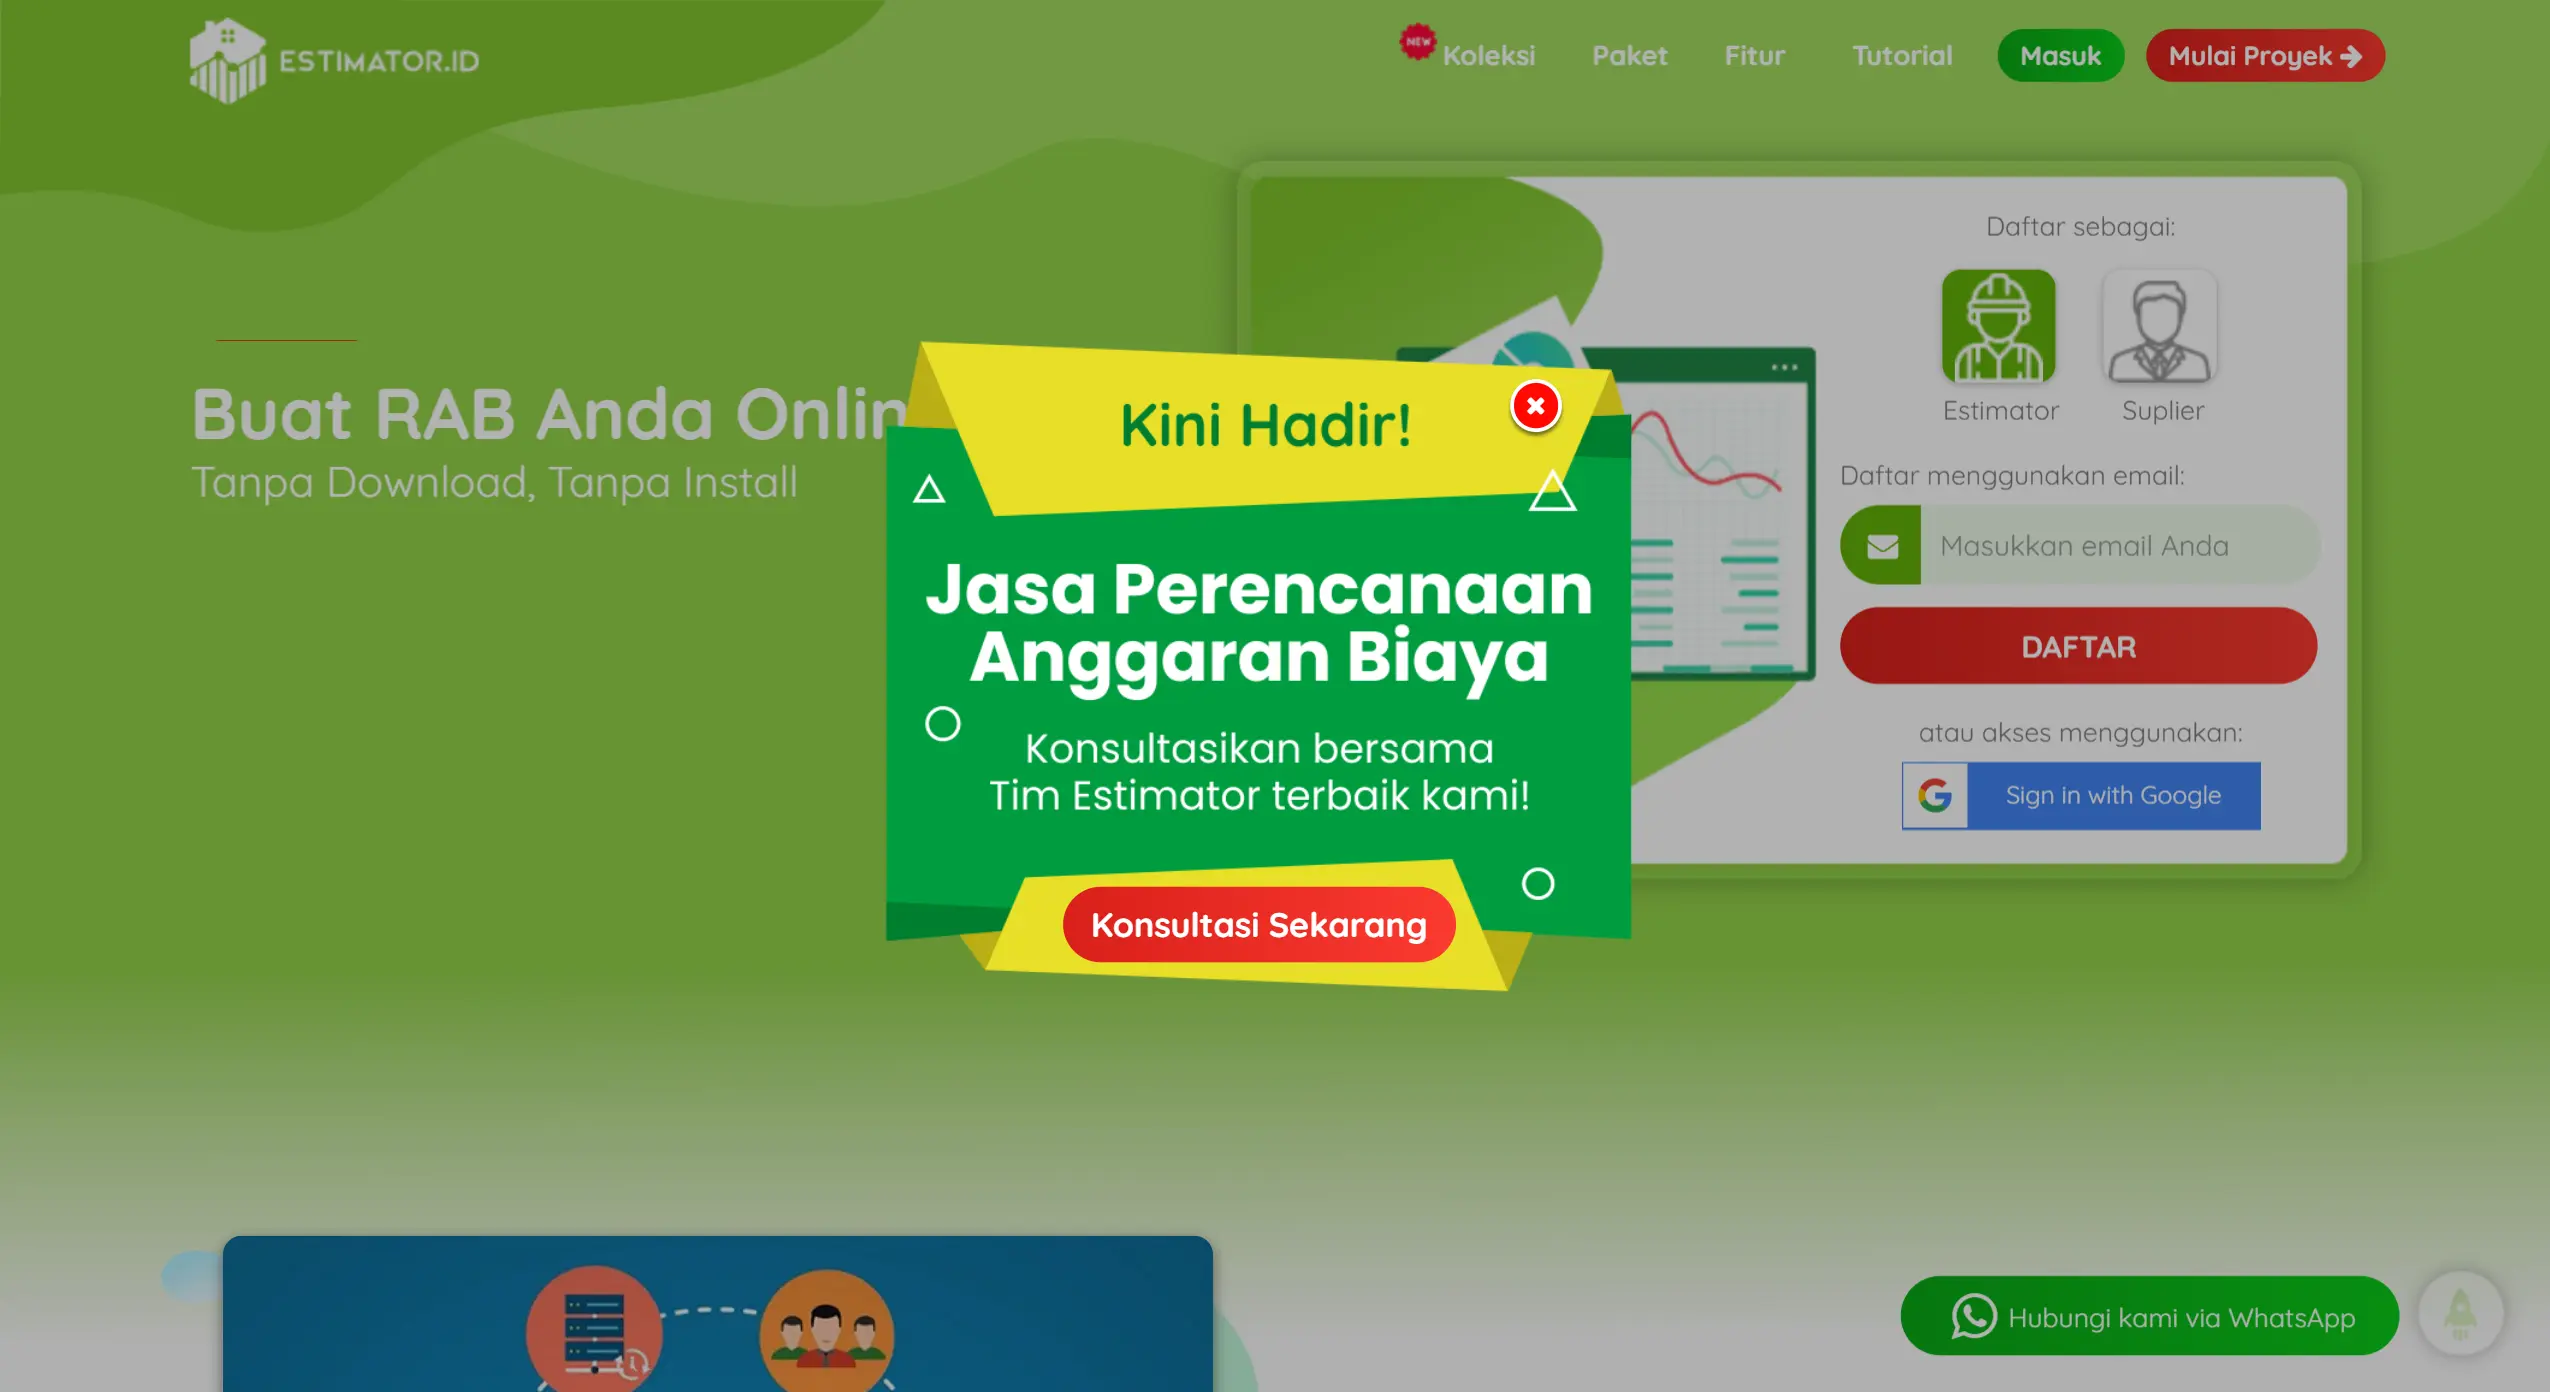 ESTIMATOR.ID
NEW
Koleksi
Paket
Fitur
Tutorial
Masuk
Mulai Proyek
Buat RAB Anda Onlin
Tanpa Download, Tanpa Install
Daftar sebagai:
Estimator
Suplier
Daftar menggunakan email:
Masukkan email Anda
DAFTAR
atau akses menggunakan:
Sign in with Google
Kini Hadir!
Jasa Perencanaan
Anggaran Biaya
Konsultasikan bersama
Tim Estimator terbaik kami!
Konsultasi Sekarang
Hubungi kami via WhatsApp